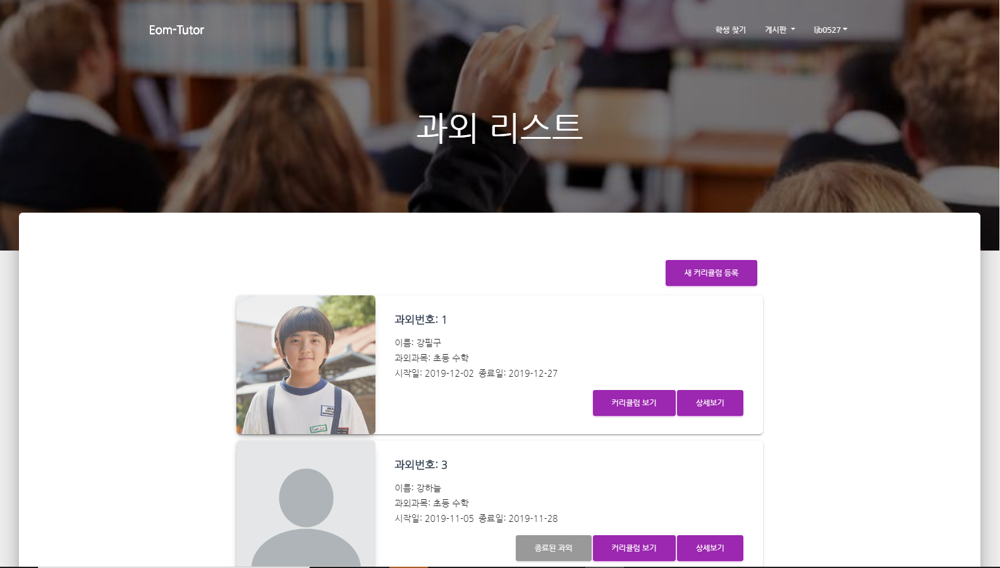 Eom-Tutor
학생 찾기 게시판 ljb0527
과외 리스트
새 커리큘럼 등록
과외번호: 1
이름: 강필구
과외과목: 초등 수학
시작일: 2019-12-02 종료일: 2019-12-27
커리큘럼 보기 상세보기
과외번호: 3
이름: 강하늘
과외과목: 초등 수학
시작일: 2019-11-05 종료일: 2019-11-28
종료된 과외 커리큘럼 보기 상세보기